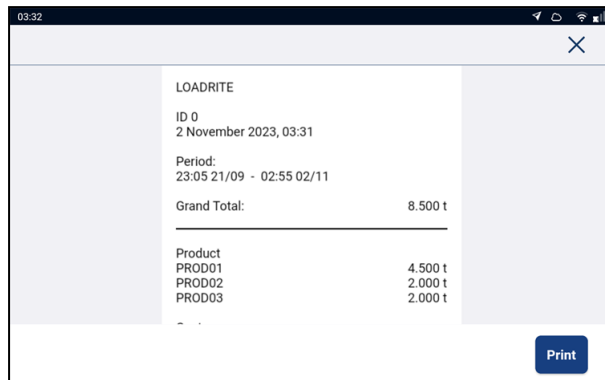 03:32
LOADRITE
ID 0
2 November 2023, 03:31
Period:
23:05 21/09 - 02:55 02/11
Grand Total: 8.500 t
Product
PROD01 4.500 t
PROD02 2.000 t
PROD03 2.000 t
Print